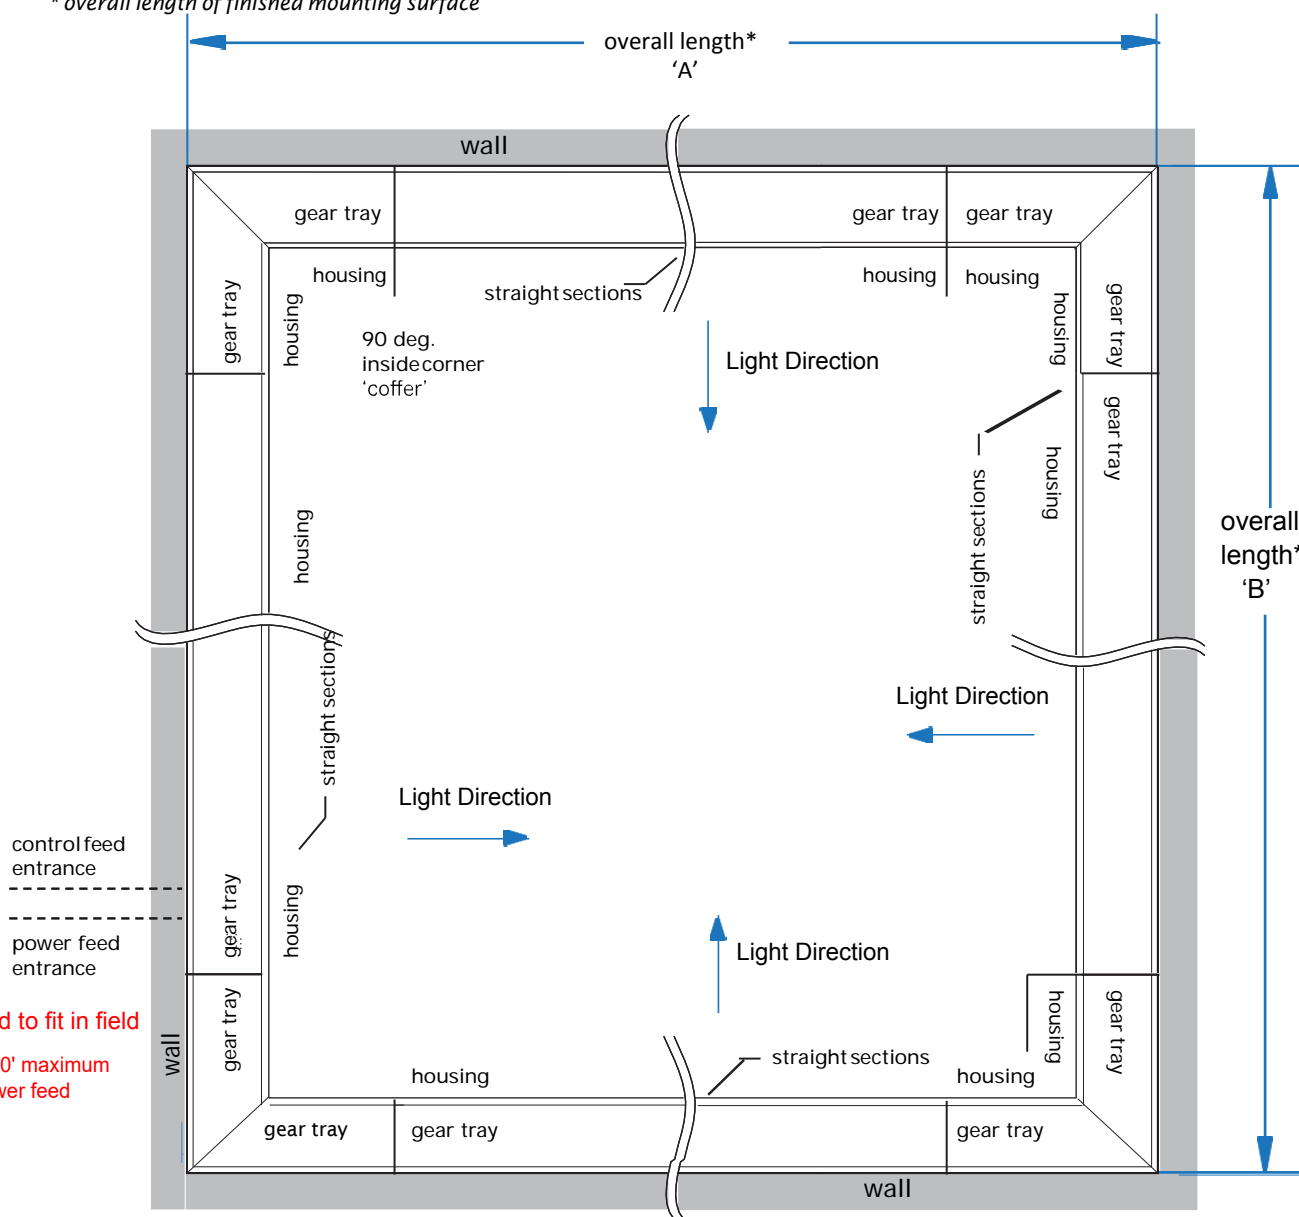 * overall length of finished mounting surface
overall length*
‘A’
wall
gear tray
gear tray
gear tray
housing
straight sections
housing
housing
gear tray
housing
90 deg.
inside corner
‘coffer’
Light Direction
housing
gear tray
gear tray
housing
straight sections
overall
length*
‘B’
housing
straight sections
Light Direction
Light Direction
control feed
entrance
gear tray
housing
power feed
entrance
Light Direction
d to fit in field
0' maximum
wer feed
wall
gear tray
housing
gear tray
straight sections
housing
housing
gear tray
gear tray
gear tray
wall